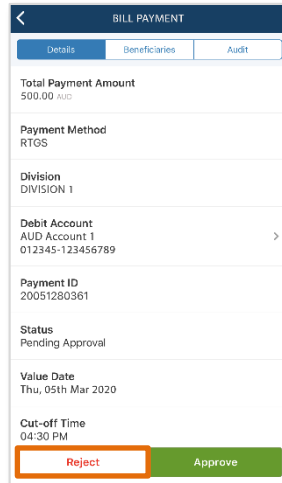 BILL PAYMENT
Details Beneficiaries Audit
Total Payment Amount
500.00 AUD
Payment Method
RTGS
Division
DIVISION 1
Debit Account
AUD Account 1
012345-123456789
Payment ID
20051280361
Status
Pending Approval
Value Date
Thu, 05th Mar 2020
Cut-off Time
04:30 PM
Reject Approve